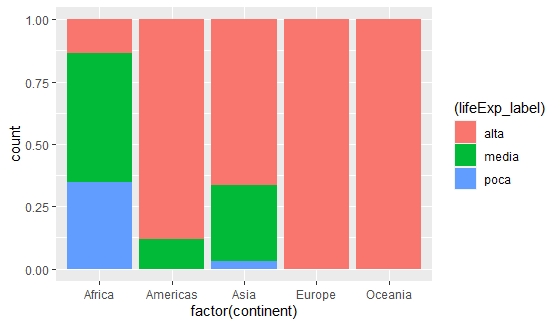 1.00
0.75
0.50
0.25
0.00
count
Africa Americas Asia Europe Oceania
factor(continent)
(lifeExp_label)
alta
media
poca